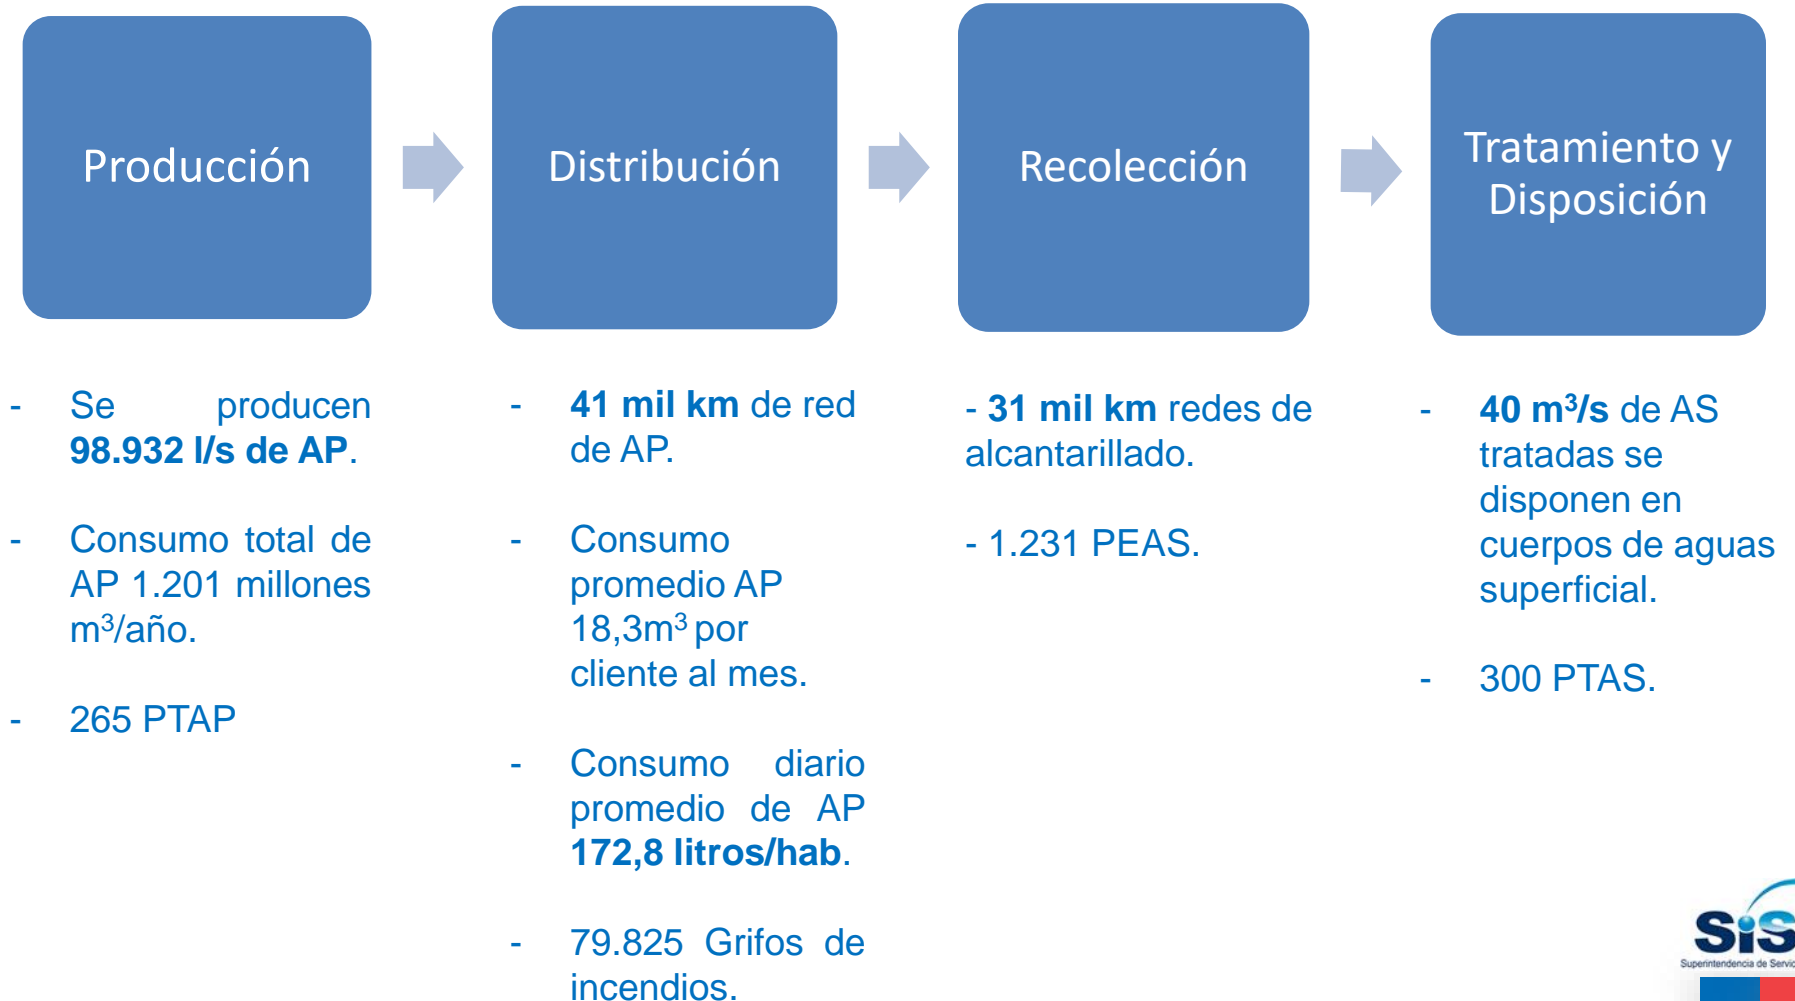 Producción
Distribución
Recolección
Tratamiento y
Disposición
- Se producen
98.932 l/s de AP.
- Consumo total de
AP 1.201 millones
m³/año.
- 265 PTAP
- 41 mil km de red
de AP.
- Consumo
promedio AP
18,3m³ por
cliente al mes.
- Consumo diario
promedio de AP
172,8 litros/hab.
- 79.825 Grifos de
incendios.
- 31 mil km redes de
alcantarillado.
- 1.231 PEAS.
- 40 m³/s de AS
tratadas se
disponen en
cuerpos de aguas
superficial.
- 300 PTAS.
SiS
Superintendencia de